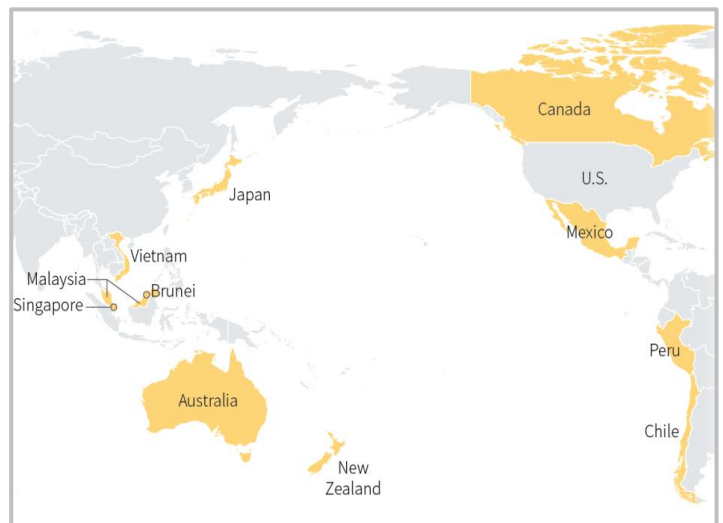 Canada
U.S.
Japan
Mexico
Vietnam
Malaysia
Brunei
Singapore
Peru
Australia
Chile
New
Zealand